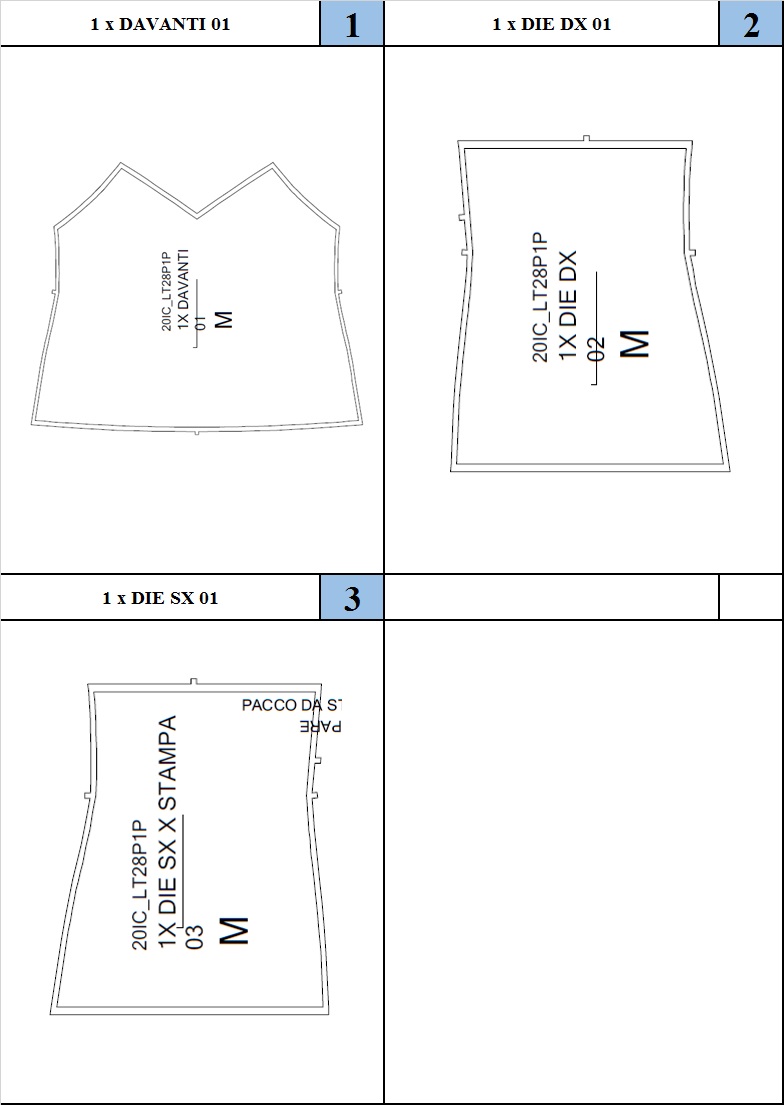 1 x DAVANTI 01
1
1 x DIE DX 01
2
20IC_LT28P1P
1X DAVANTI
01
M
20IC_LT28P1P
1X DIE DX
02
M
1 x DIE SX 01
3
PACCO DA ST
PARE
20IC_LT28P1P
1X DIE SX X STAMPA
03
M